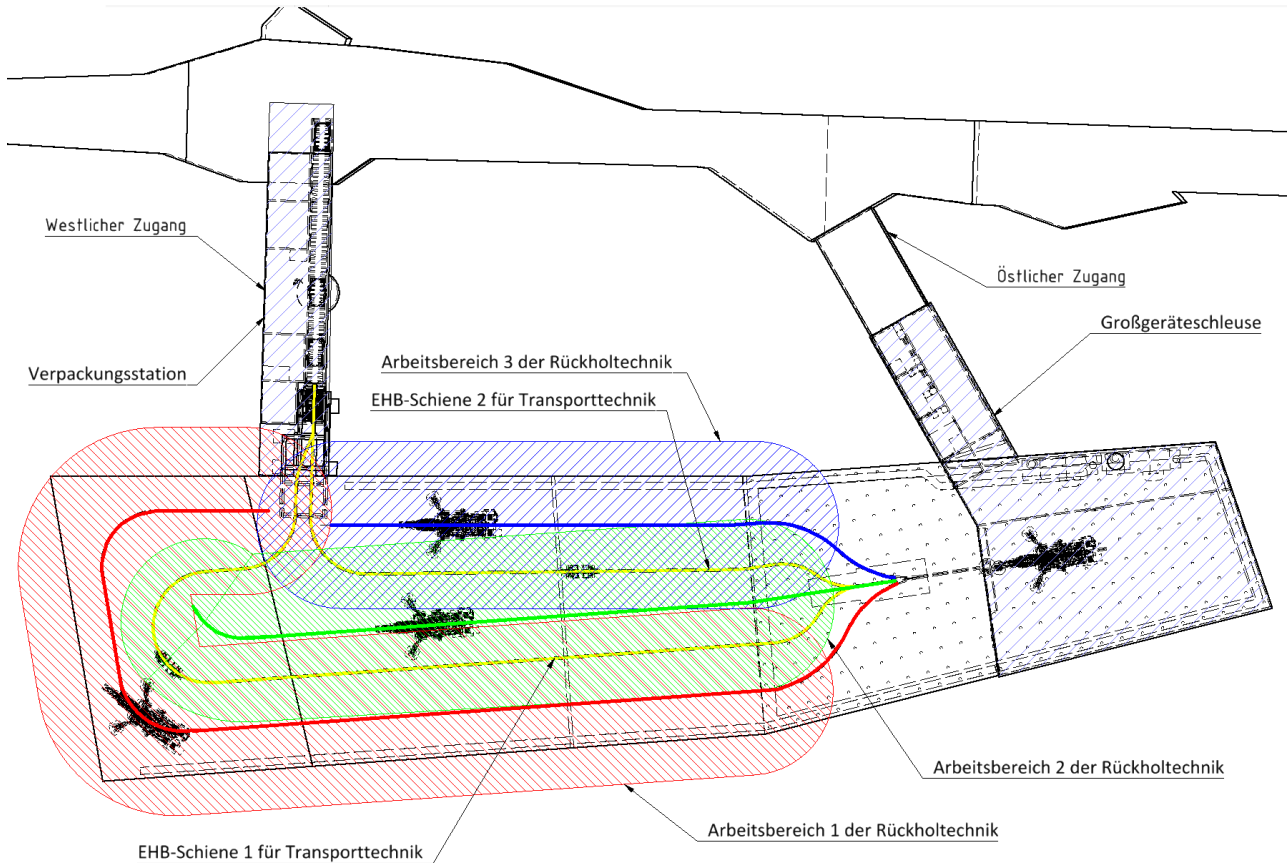 Westlicher Zugang
Östlicher Zugang
Großgeräteschleuse
Arbeitsbereich 3 der Rückholtechnik
Verpackungsstation
EHB-Schiene 2 für Transporttechnik
Arbeitsbereich 2 der Rückholtechnik
Arbeitsbereich 1 der Rückholtechnik
EHB-Schiene 1 für Transporttechnik